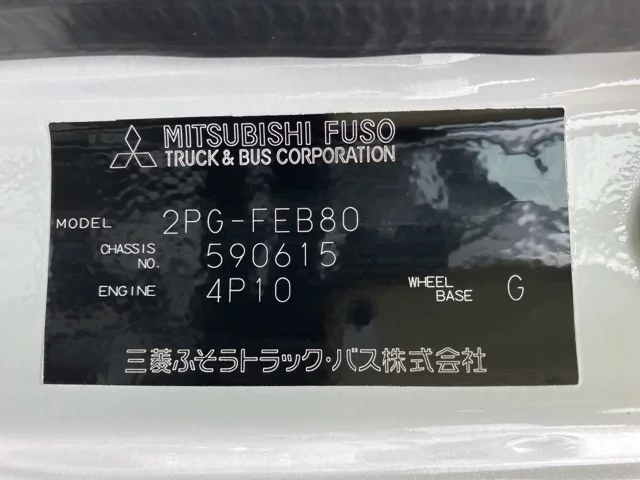 MITSUBISHI FUSO
TRUCK & BUS CORPORATION
MODEL 2PG-FEB80
CHASSIS NO. 590615
ENGINE 4P10 WHEEL BASE G
三菱ふそうトラック・バス株式会社